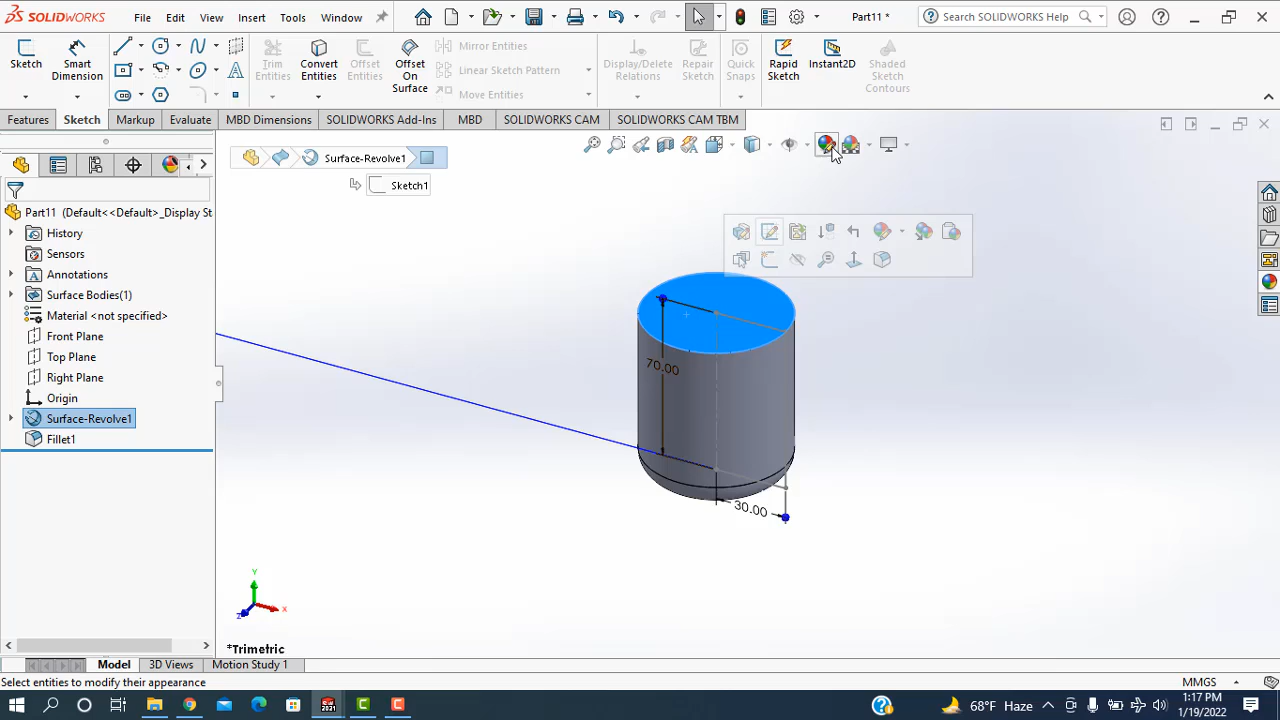 SOLIDWORKS File Edit View Insert Tools Window Part11 * Search SOLIDWORKS Help
Sketch Smart Dimension Trim Entities Convert Entities Offset Entities Offset On Surface Mirror Entities Linear Sketch Pattern Move Entities Display/Delete Relations Repair Sketch Quick Snaps Rapid Sketch Instant2D Shaded Sketch Contours
Features Sketch Markup Evaluate MBD Dimensions SOLIDWORKS Add-Ins MBD SOLIDWORKS CAM SOLIDWORKS CAM TBM
Surface-Revolve1
Sketch1
Part11 (Default<<Default>_Display St
History
Sensors
Annotations
Surface Bodies(1)
Material <not specified>
Front Plane
Top Plane
Right Plane
Origin
Surface-Revolve1
Fillet1
70.00
30.00
Y
X
Z
*Trimetric
Model 3D Views Motion Study 1
Select entities to modify their appearance MMGS
68°F Haze 1:17 PM
1/19/2022